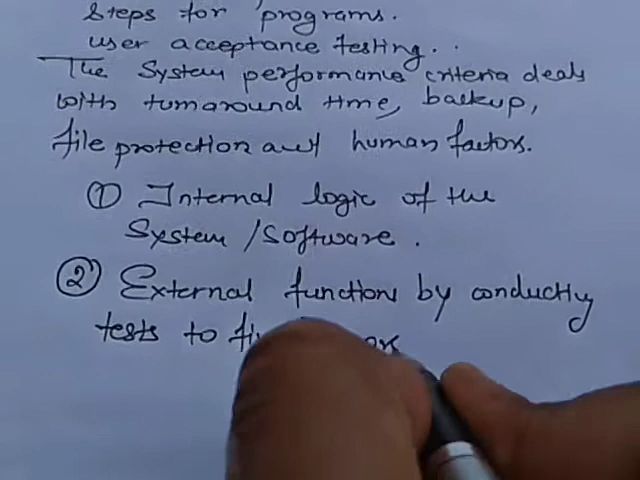 Steps for programs.
user acceptance testing..
The System performance criteria deals
with turnaround time, backup,
file protection and human factors.
① Internal logic of the
System/Software.
② External functions by conducting
tests to